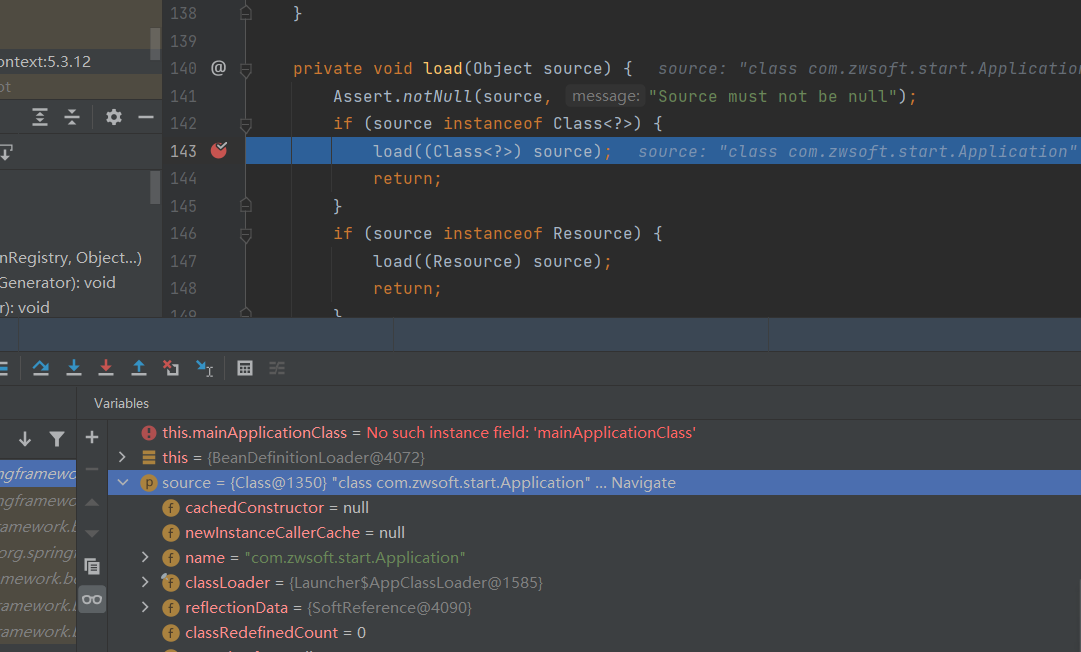 138 }
139
ontext:5.3.12
140 @ private void load(Object source) { source: "class com.zwsoft.start.Application
ot
141 Assert.notNull(source, message: "Source must not be null");
142 if (source instanceof Class<?>) {
143 load((Class<?>) source); source: "class com.zwsoft.start.Application"
144 return;
145 }
146 if (source instanceof Resource) {
nRegistry, Object...)
147 load((Resource) source);
Generator): void
148 return;
r): void
149 }
Variables
this.mainApplicationClass = No such instance field: 'mainApplicationClass'
this = {BeanDefinitionLoader@4072}
ngframewo
source = {Class@1350} "class com.zwsoft.start.Application" ... Navigate
ngframewo
cachedConstructor = null
ramework.b
newInstanceCallerCache = null
org.springf
name = "com.zwsoft.start.Application"
mework.bo
classLoader = {Launcher$AppClassLoader@1585}
ramework.b
reflectionData = {SoftReference@4090}
ramework.b
classRedefinedCount = 0